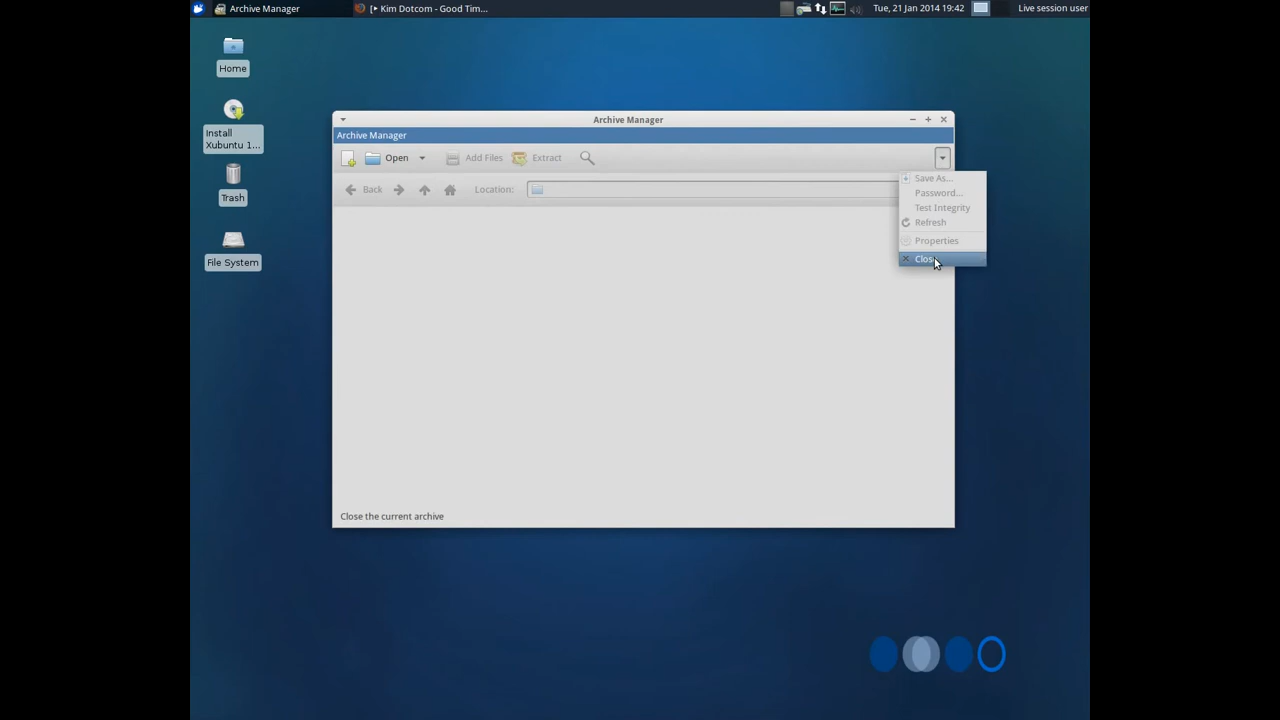 Archive Manager
[▸ Kim Dotcom - Good Tim...
Tue, 21 Jan 2014 19:42
Live session user
Home
Install
Xubuntu 1...
Trash
File System
Archive Manager
Archive Manager
Open
Add Files
Extract
Back
Location:
Save As...
Password...
Test Integrity
Refresh
Properties
Close
Close the current archive